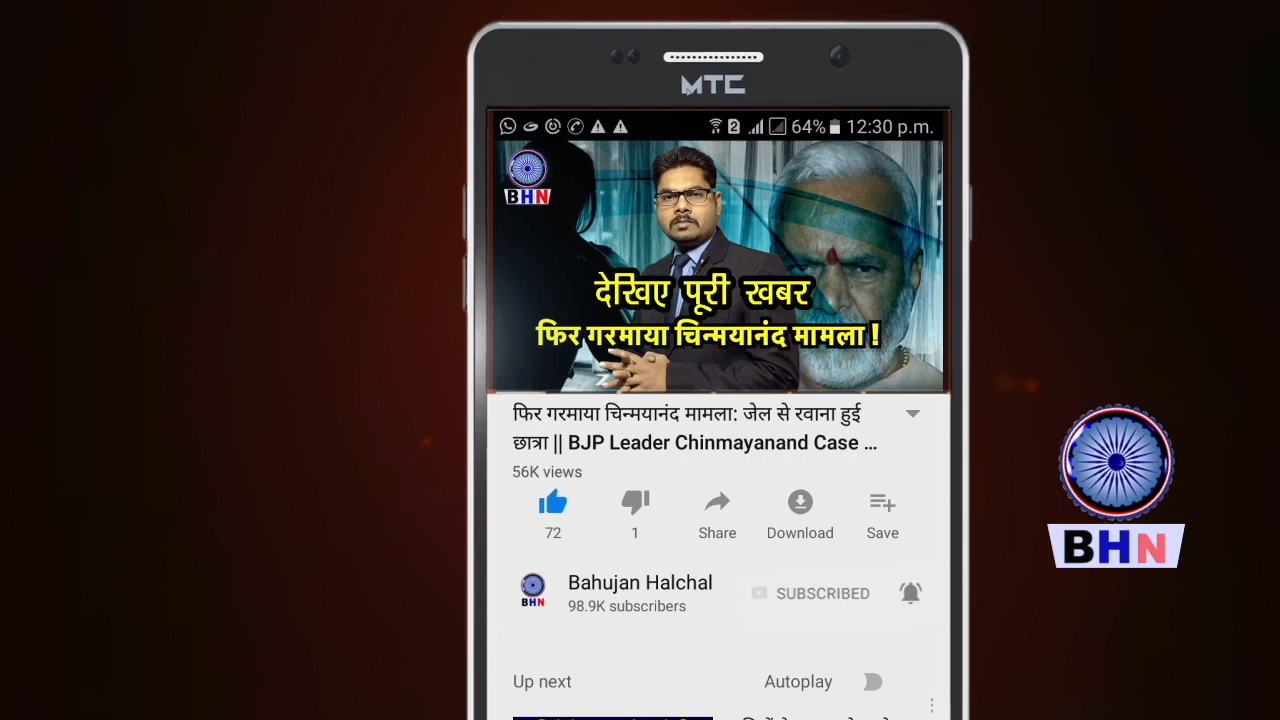 MTC
2
64%
12:30 p.m.
BHN
देखिए पूरी खबर
फिर गरमाया चिन्मयानंद मामला !
फिर गरमाया चिन्मयानंद मामला: जेल से रवाना हुई
छात्रा || BJP Leader Chinmayanand Case ...
56K views
72
1
Share
Download
Save
BHN
Bahujan Halchal
98.9K subscribers
SUBSCRIBED
BHN
Up next
Autoplay